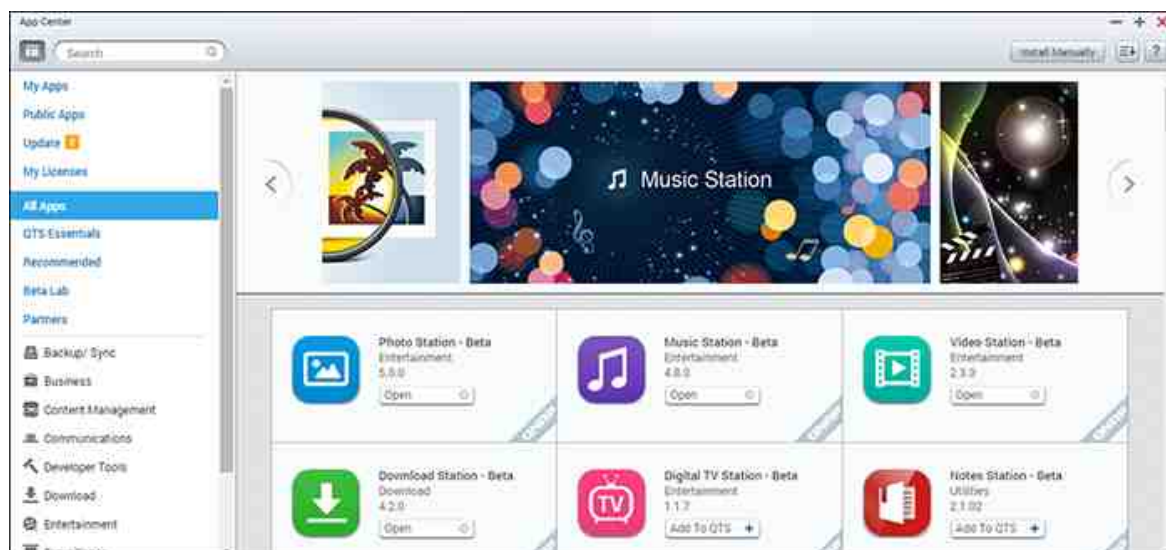 App Center
Search
Install Manually
?
My Apps
Public Apps
Update
My Licenses
All Apps
QTS Essentials
Recommended
Beta Lab
Partners
Backup/ Sync
Business
Content Management
Communications
Developer Tools
Download
Entertainment
Music Station
Photo Station - Beta
Entertainment
5.0.0
Open
Music Station - Beta
Entertainment
4.8.0
Open
Video Station - Beta
Entertainment
2.3.0
Open
Download Station - Beta
Download
4.2.0
Open
TV
Digital TV Station - Beta
Entertainment
1.1.7
Add To QTS +
Notes Station - Beta
Utilities
2.1.02
Add To QTS +